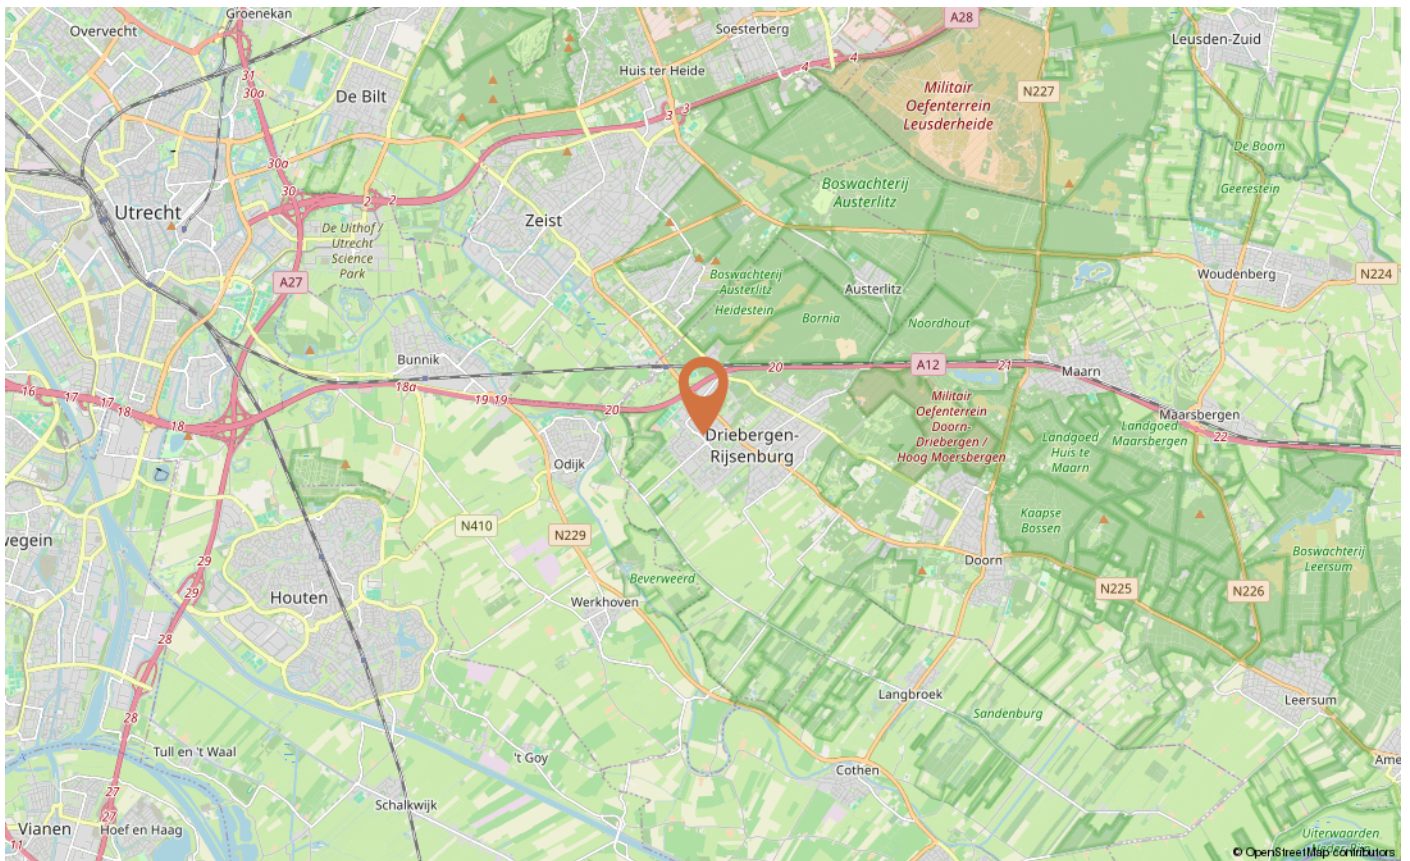 Groenekan
Overvecht
Soesterberg
A28
Leusden-Zuid
31
30a
De Bilt
Huis ter Heide
4
4
Militair
Oefenterrein
Leusderheide
N227
3
3
30a
30
De Boom
Geerestein
Boswachterij
Austerlitz
2
2
Utrecht
Zeist
De Uithof /
Utrecht
Science
Park
A27
Boswachterij
Austerlitz
Heidestein
Austerlitz
Woudenberg
N224
Bornia
Noordhout
Bunnik
20
A12
21
Maarn
16
17
17
18
18
18a
19
19
20
Militair
Oefenterrein
Doorn-
Driebergen /
Hoog Moersbergen
Maarsbergen
Landgoed
Maarsbergen
22
Landgoed
Huis te
Maarn
Driebergen-
Rijsenburg
Odijk
Kaapse
Bossen
N410
N229
vegein
29
29
Doorn
Boswachterij
Leersum
Beverweerd
N225
N226
Houten
Werkhoven
28
Langbroek
Leersum
Sandenburg
28
Tull en 't Waal
't Goy
Cothen
Ame
27
27
Schalkwijk
Vianen
Hoef en Haag
11
Uiterwaarden
© OpenStreetMap contributors